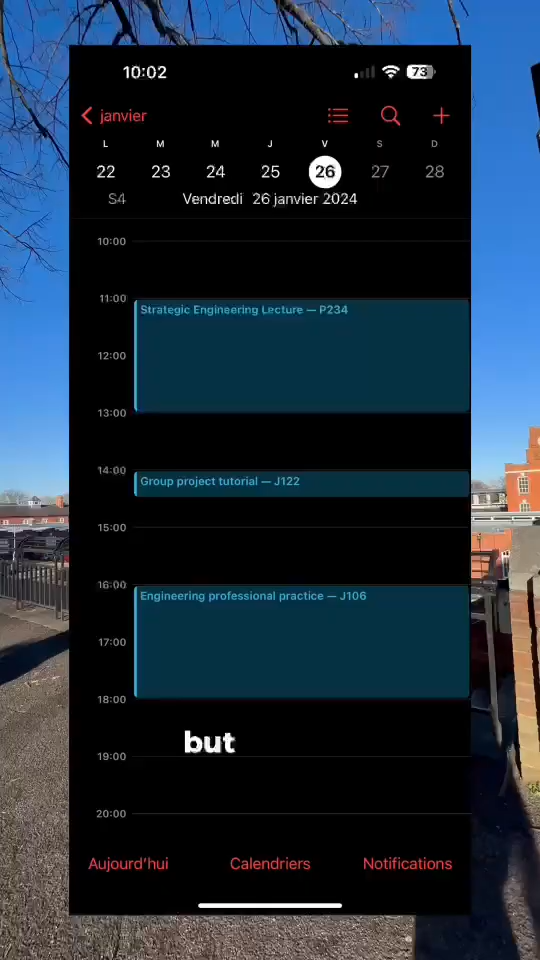 10:02
73
janvier
L M M J V S D
22 23 24 25 26 27 28
S4 Vendredi 26 janvier 2024
10:00
11:00
Strategic Engineering Lecture — P234
12:00
13:00
14:00
Group project tutorial — J122
15:00
16:00
Engineering professional practice — J106
17:00
18:00
but
19:00
20:00
Aujourd'hui Calendriers Notifications